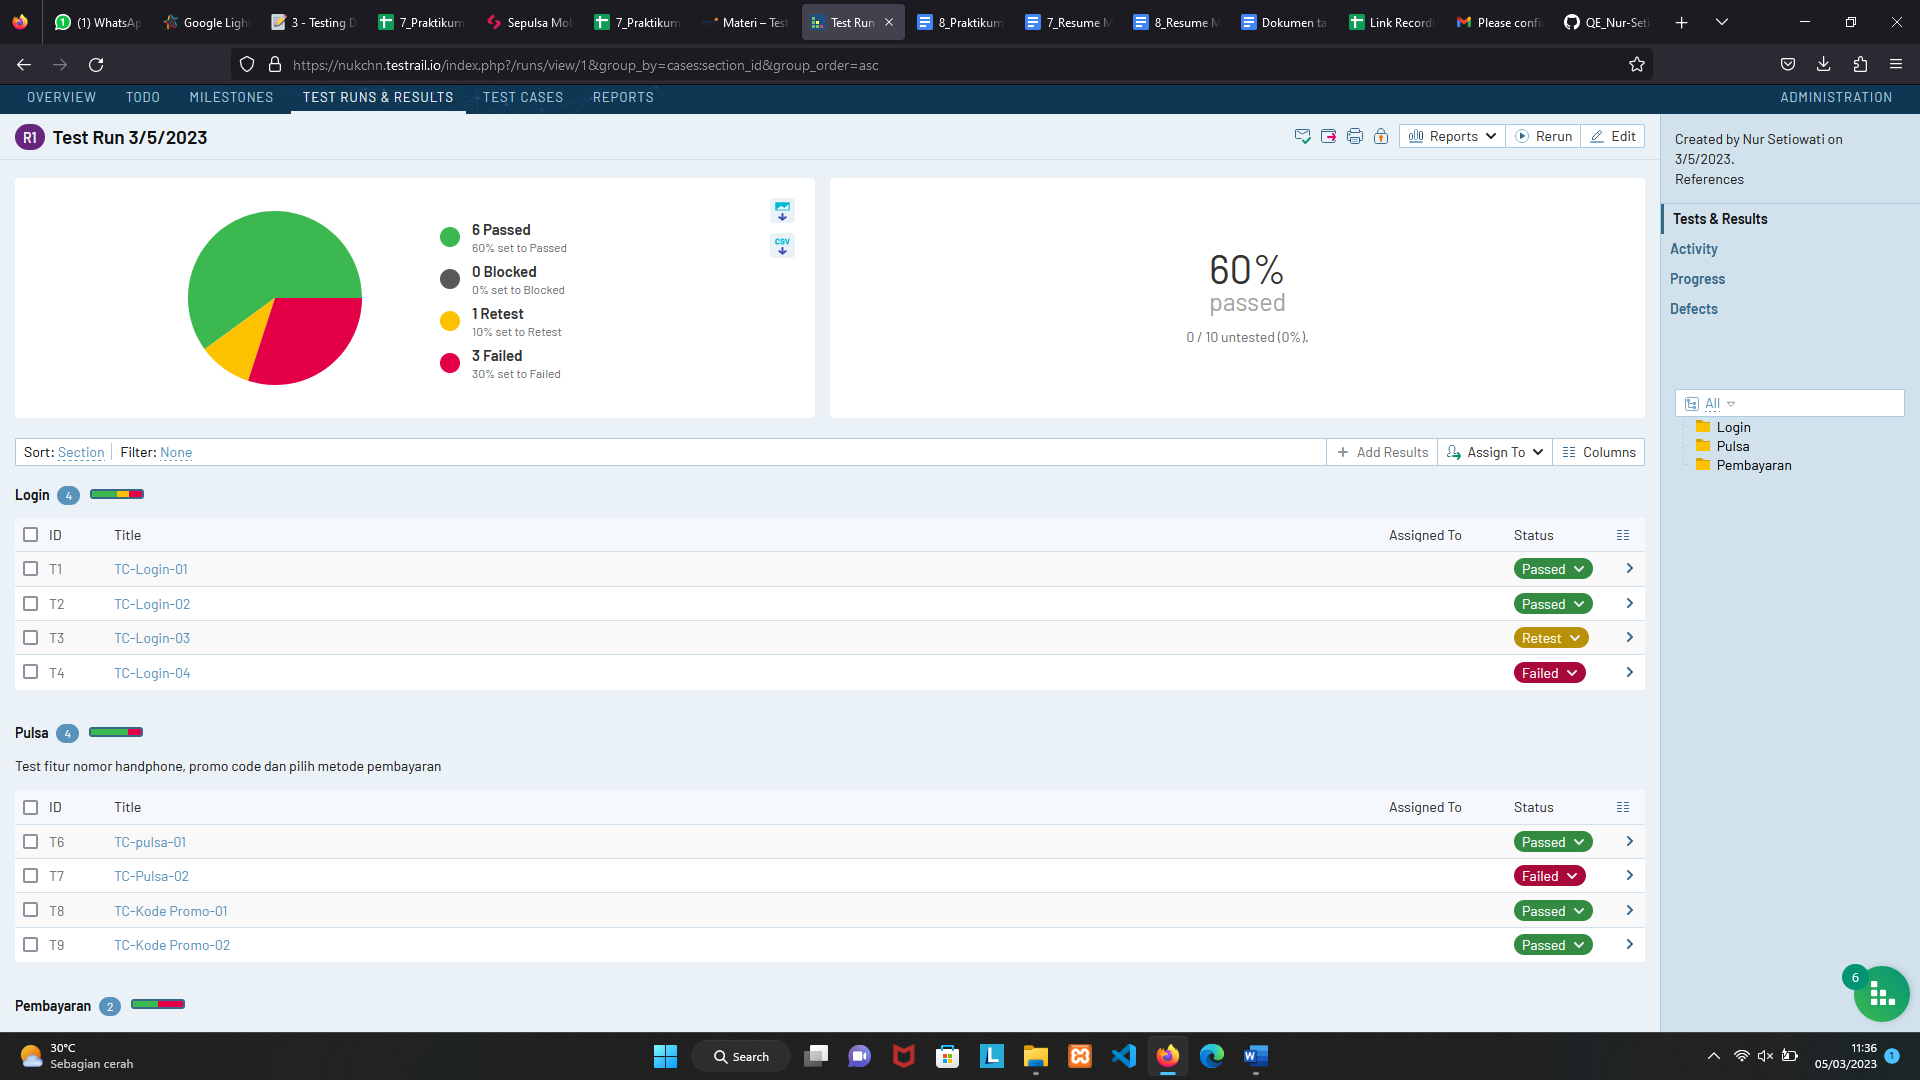 (1) WhatsAp
Google Ligh
3 - Testing D
7_Praktikum
Sepulsa Mob
7_Praktikum
Materi – Test
Test Run
8_Praktikum
7_Resume M
8_Resume M
Dokumen ta
Link Recordi
Please confi
QE_Nur-Seti
https://nukchn.testrail.io/index.php?/runs/view/1&group_by=cases:section_id&group_order=asc
OVERVIEW TODO MILESTONES TEST RUNS & RESULTS TEST CASES REPORTS ADMINISTRATION
R1 Test Run 3/5/2023
Reports Rerun Edit
6 Passed
60% set to Passed
0 Blocked
0% set to Blocked
1 Retest
10% set to Retest
3 Failed
30% set to Failed
CSV
60%
passed
0 / 10 untested (0%).
Created by Nur Setiowati on
3/5/2023.
References
Tests & Results
Activity
Progress
Defects
All
Login
Pulsa
Pembayaran
Sort: Section Filter: None
Add Results Assign To Columns
Login 4
ID Title Assigned To Status
T1 TC-Login-01 Passed
T2 TC-Login-02 Passed
T3 TC-Login-03 Retest
T4 TC-Login-04 Failed
Pulsa 4
Test fitur nomor handphone, promo code dan pilih metode pembayaran
ID Title Assigned To Status
T6 TC-pulsa-01 Passed
T7 TC-Pulsa-02 Failed
T8 TC-Kode Promo-01 Passed
T9 TC-Kode Promo-02 Passed
Pembayaran 2
6
30°C
Sebagian cerah
Search
11:36
05/03/2023
1